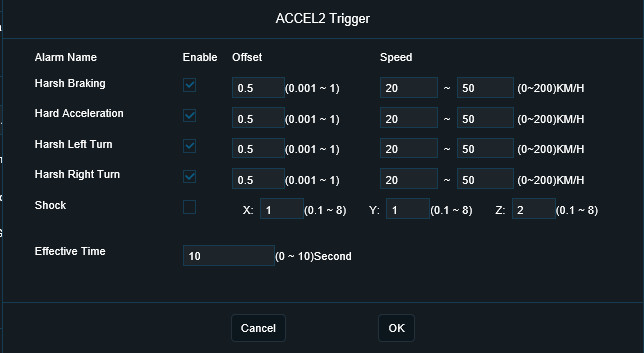 ACCEL2 Trigger
Alarm Name Enable Offset Speed
Harsh Braking 0.5 (0.001 ~ 1) 20 ~ 50 (0~200)KM/H
Hard Acceleration 0.5 (0.001 ~ 1) 20 ~ 50 (0~200)KM/H
Harsh Left Turn 0.5 (0.001 ~ 1) 20 ~ 50 (0~200)KM/H
Harsh Right Turn 0.5 (0.001 ~ 1) 20 ~ 50 (0~200)KM/H
Shock X: 1 (0.1 ~ 8) Y: 1 (0.1 ~ 8) Z: 2 (0.1 ~ 8)
Effective Time 10 (0 ~ 10)Second
Cancel OK